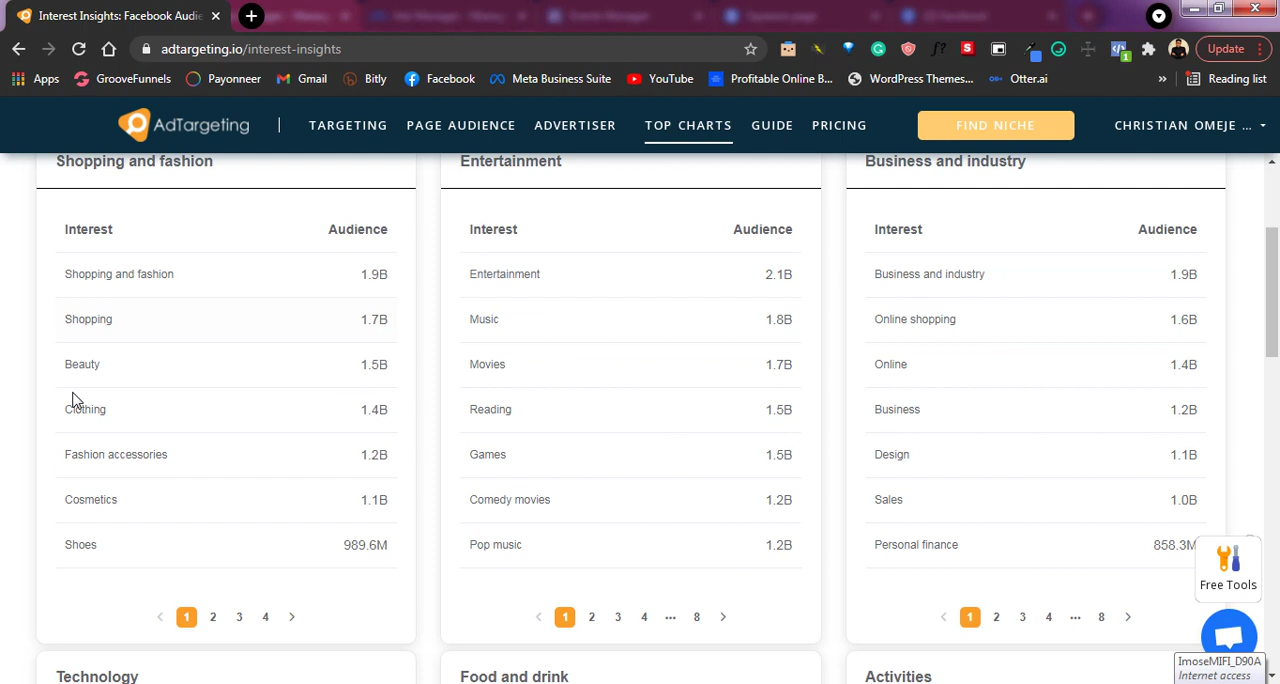 Interest Insights: Facebook Audie
adtargeting.io/interest-insights
Update
Apps
GrooveFunnels
Payonneer
Gmail
Bitly
Facebook
Meta Business Suite
YouTube
Profitable Online B...
WordPress Themes...
Otter.ai
»
Reading list
AdTargeting
TARGETING
PAGE AUDIENCE
ADVERTISER
TOP CHARTS
GUIDE
PRICING
FIND NICHE
CHRISTIAN OMEJE ...
Shopping and fashion
Interest Audience
Shopping and fashion 1.9B
Shopping 1.7B
Beauty 1.5B
Clothing 1.4B
Fashion accessories 1.2B
Cosmetics 1.1B
Shoes 989.6M
1 2 3 4
Entertainment
Interest Audience
Entertainment 2.1B
Music 1.8B
Movies 1.7B
Reading 1.5B
Games 1.5B
Comedy movies 1.2B
Pop music 1.2B
1 2 3 4 ••• 8
Business and industry
Interest Audience
Business and industry 1.9B
Online shopping 1.6B
Online 1.4B
Business 1.2B
Design 1.1B
Sales 1.0B
Personal finance 858.3M
1 2 3 4 ••• 8
Technology
Food and drink
Activities
Free Tools
ImoseMIFI_D90A
Internet access